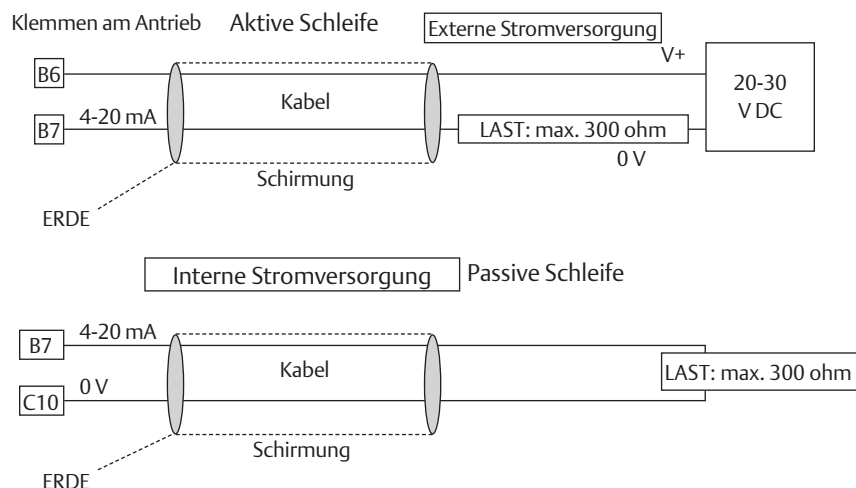 Klemmen am Antrieb
Aktive Schleife
Externe Stromversorgung
V+
B6
20-30
V DC
Kabel
4-20 mA
B7
LAST: max. 300 ohm
0 V
Schirmung
ERDE
Interne Stromversorgung
Passive Schleife
4-20 mA
B7
Kabel
LAST: max. 300 ohm
0 V
C10
Schirmung
ERDE